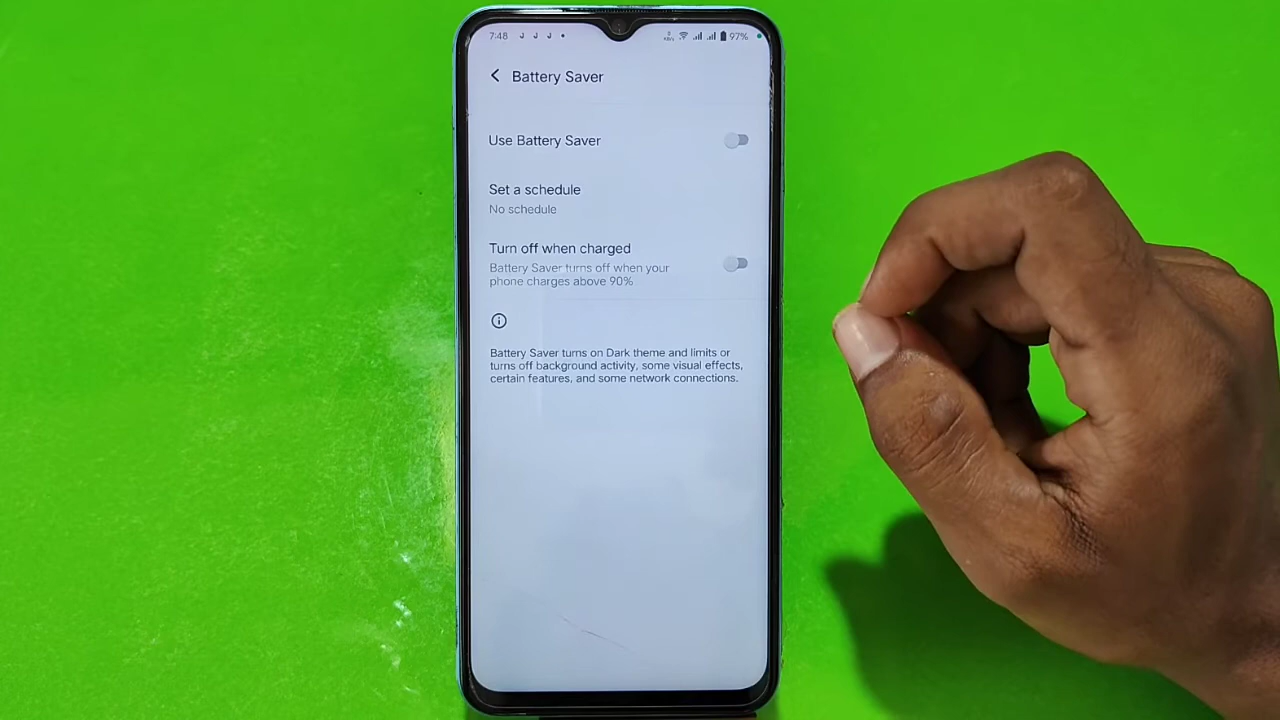 7:48
97%
Battery Saver
Use Battery Saver
Set a schedule
No schedule
Turn off when charged
Battery Saver turns off when your
phone charges above 90%
Battery Saver turns on Dark theme and limits or
turns off background activity, some visual effects,
certain features, and some network connections.